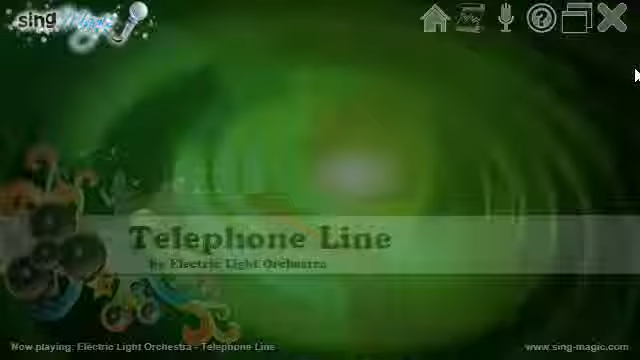 sing
Magic
Telephone Line
by Electric Light Orchestra
Now playing: Electric Light Orchestra - Telephone Line
www.sing-magic.com